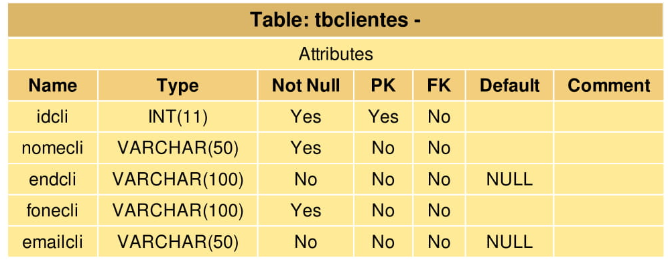 Table: tbclientes -
Attributes
Name Type Not Null PK FK Default Comment
idcli INT(11) Yes Yes No
nomecli VARCHAR(50) Yes No No
endcli VARCHAR(100) No No No NULL
fonecli VARCHAR(100) Yes No No
emailcli VARCHAR(50) No No No NULL